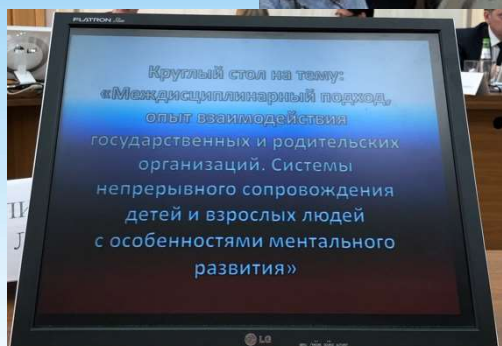 FLATRON
Круглый стол на тему:
«Междисциплинарный подход,
опыт взаимодействия
государственных и родительских
организаций. Системы
непрерывного сопровождения
детей и взрослых людей
с особенностями ментального
развития»
LG